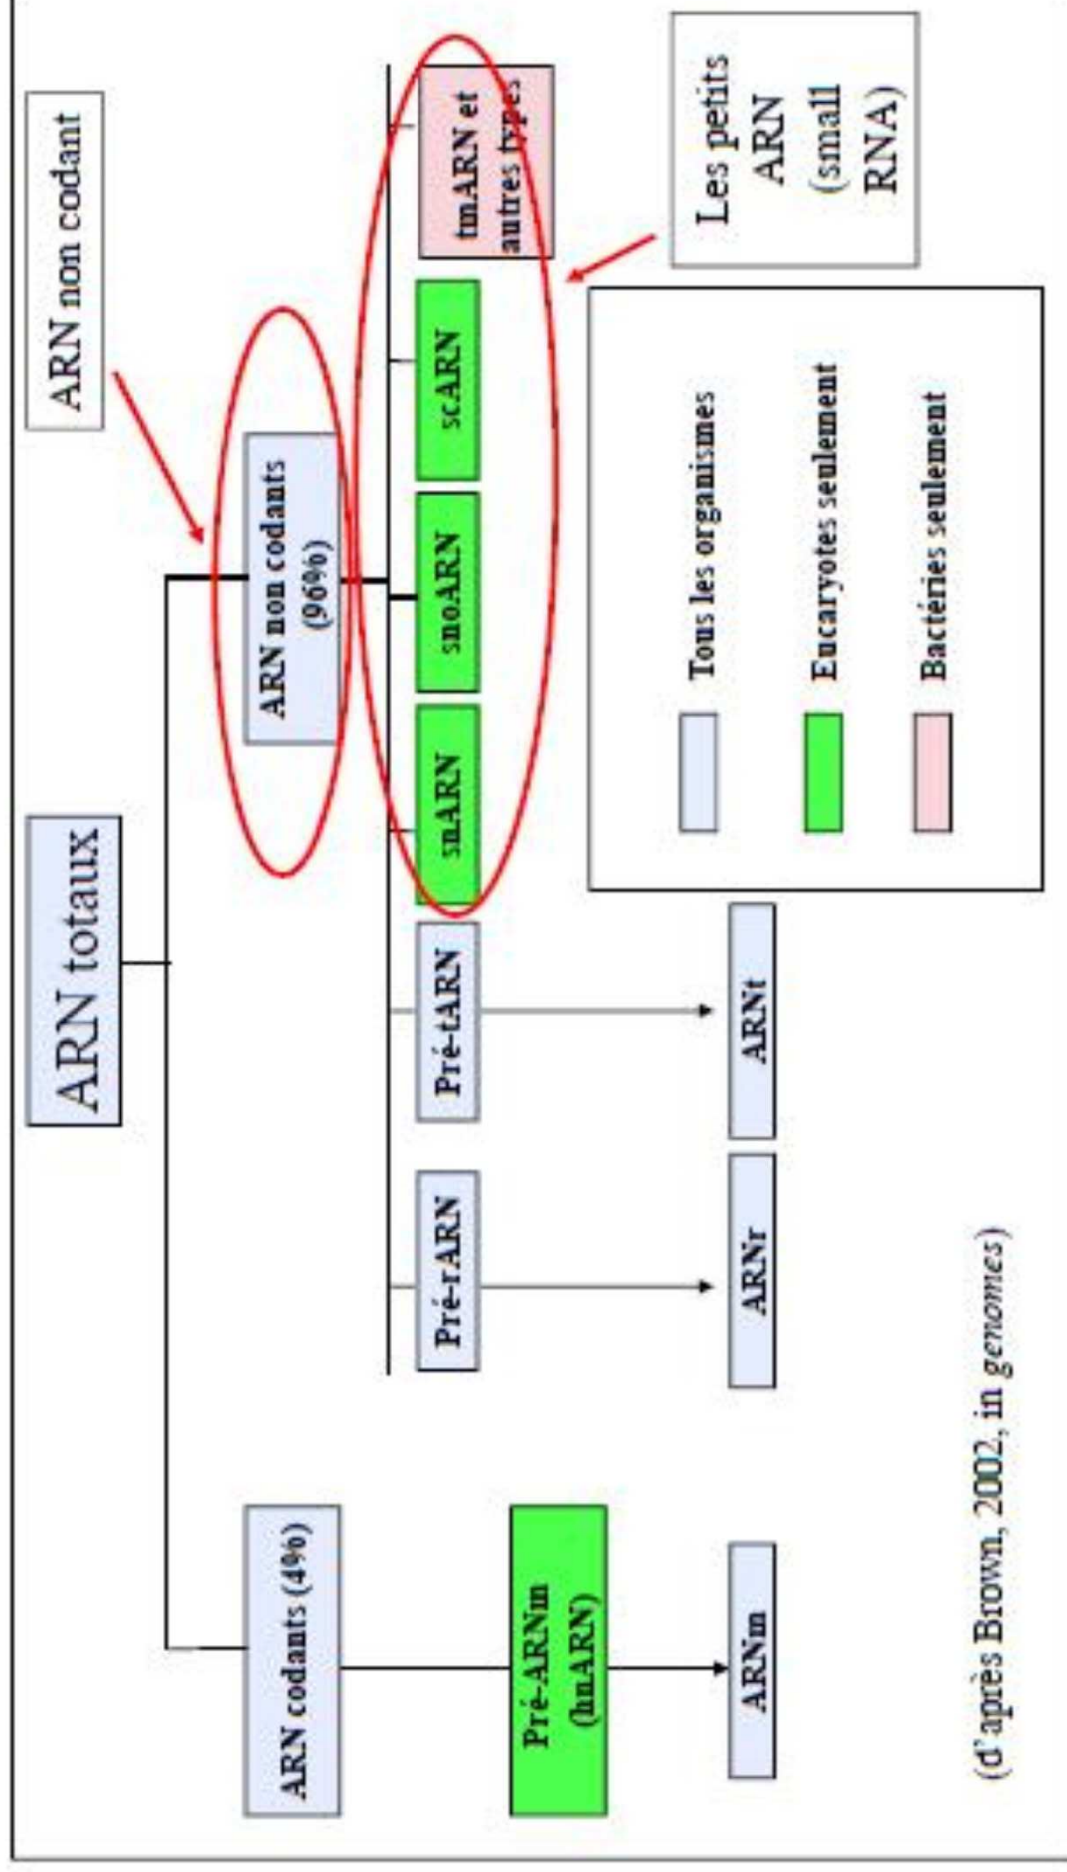 ARN totaux
ARN non codant
ARN codants (4%)
ARN non codants
(96%)
Pré-rARN
Pré-tARN
snARN
snoARN
scARN
tmARN et
autres types
Pré-ARNm
(hnARN)
ARNm
ARNr
ARNt
Les petits
ARN
(small
RNA)
Tous les organismes
Eucaryotes seulement
Bactéries seulement
(d'après Brown, 2002, in genomes)